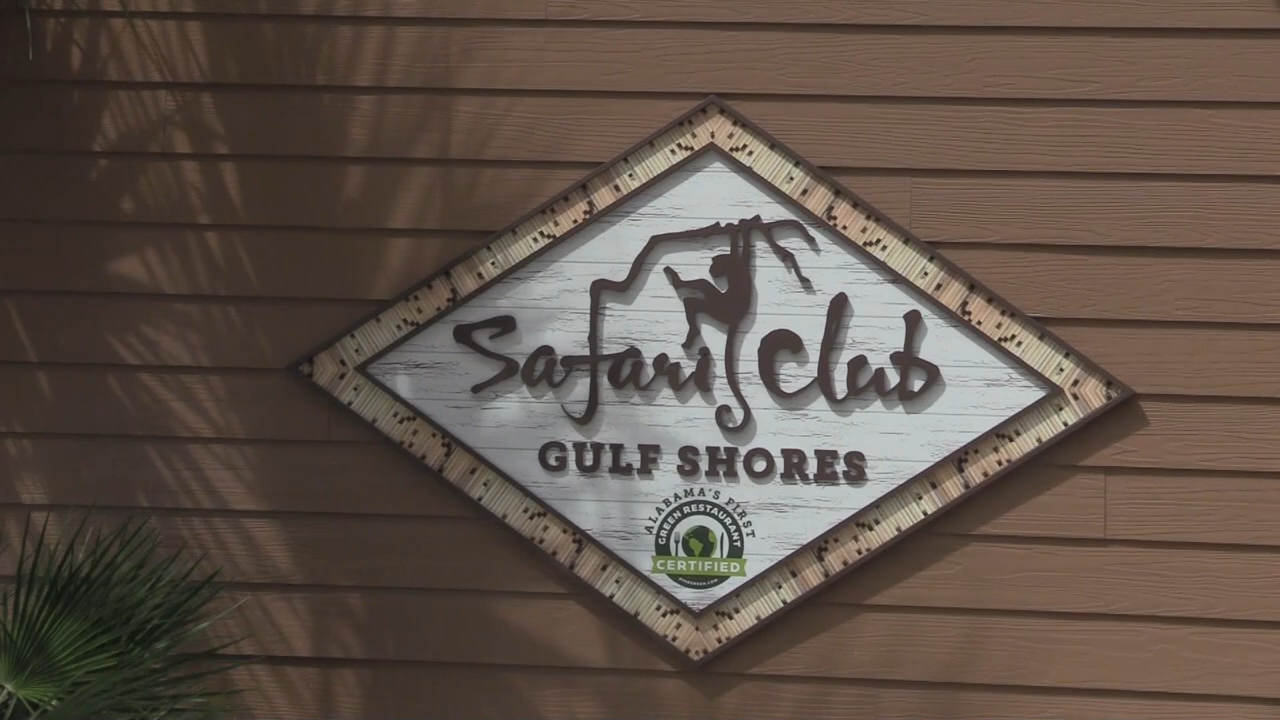 Safari Club
GULF SHORES
ALABAMA'S FIRST
GREEN RESTAURANT
CERTIFIED